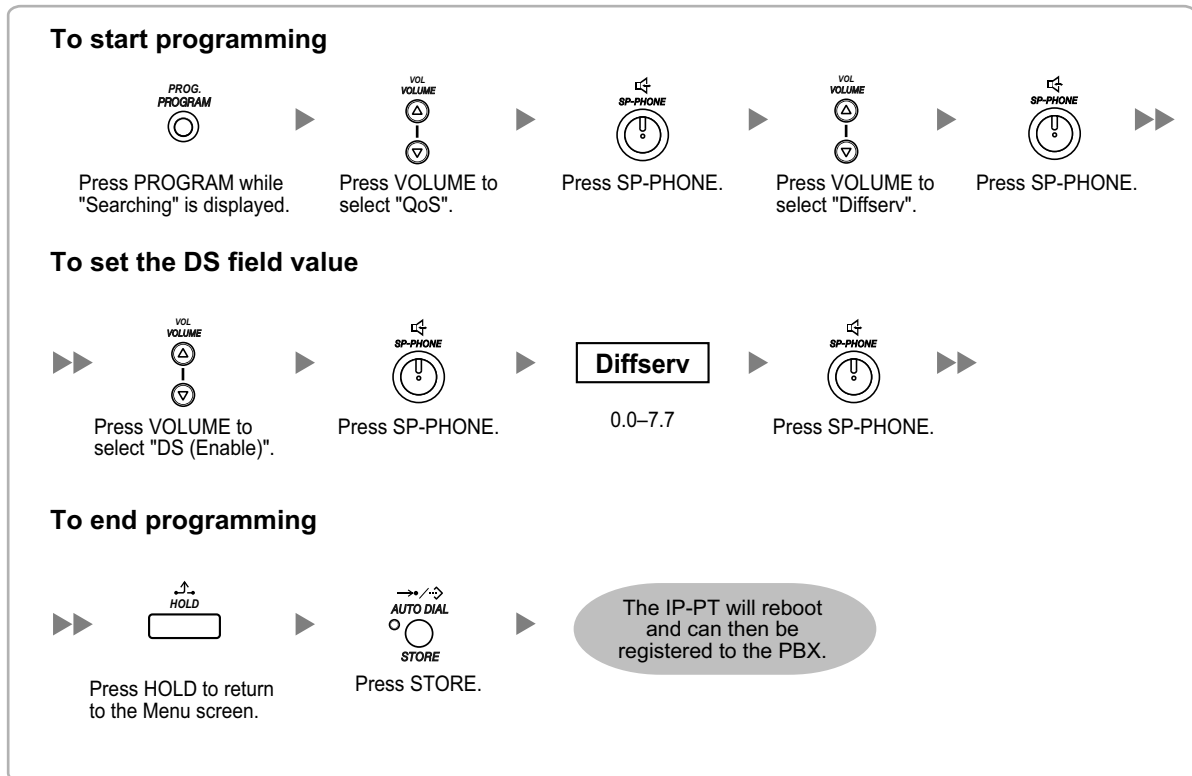 To start programming
PROG.
PROGRAM
Press PROGRAM while
"Searching" is displayed.
VOL
VOLUME
Press VOLUME to
select "QoS".
SP-PHONE
Press SP-PHONE.
VOL
VOLUME
Press VOLUME to
select "Diffserv".
SP-PHONE
Press SP-PHONE.
To set the DS field value
VOL
VOLUME
Press VOLUME to
select "DS (Enable)".
SP-PHONE
Press SP-PHONE.
Diffserv
0.0–7.7
SP-PHONE
Press SP-PHONE.
To end programming
HOLD
Press HOLD to return
to the Menu screen.
AUTO DIAL
STORE
Press STORE.
The IP-PT will reboot
and can then be
registered to the PBX.